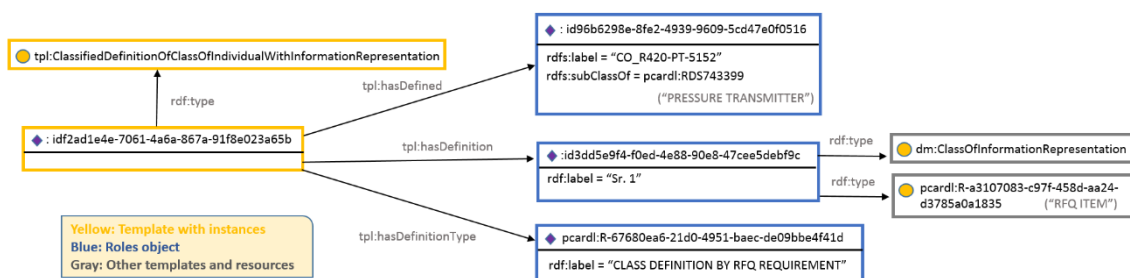 : id96b6298e-8fe2-4939-9609-5cd47e0f0516
rdfs:label = "CO_R420-PT-5152"
rdfs:subClassOf = pcardl:RDS743399
("PRESSURE TRANSMITTER")
tpl:ClassifiedDefinitionOfClassOfIndividualWithInformationRepresentation
tpl:hasDefined
rdf:type
: idf2ad1e4e-7061-4a6a-867a-91f8e023a65b
tpl:hasDefinition
:id3dd5e9f4-f0ed-4e88-90e8-47cee5debf9c
rdf:label = "Sr. 1"
rdf:type
dm:ClassOfInformationRepresentation
rdf:type
pcardl:R-a3107083-c97f-458d-aa24-
d3785a0a1835 ("RFQ ITEM")
tpl:hasDefinitionType
pcardl:R-67680ea6-21d0-4951-baec-de09bbe4f41d
rdf:label = "CLASS DEFINITION BY RFQ REQUIREMENT"
Yellow: Template with instances
Blue: Roles object
Gray: Other templates and resources